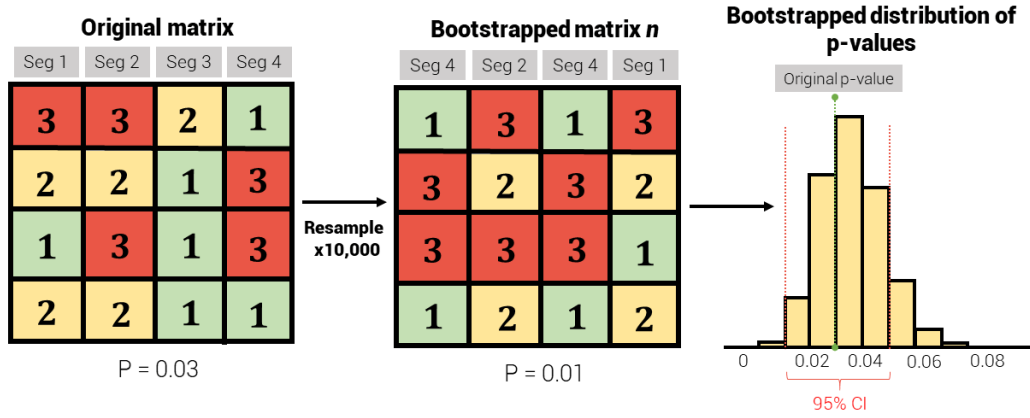 Original matrix
Seg 1 Seg 2 Seg 3 Seg 4
3 3 2 1
2 2 1 3
1 3 1 3
2 2 1 1
P = 0.03
Resample
x10,000
Bootstrapped matrix n
Seg 4 Seg 2 Seg 4 Seg 1
1 3 1 3
3 2 3 2
3 3 3 1
1 2 1 2
P = 0.01
Bootstrapped distribution of
p-values
Original p-value
0 0.02 0.04 0.06 0.08
95% CI